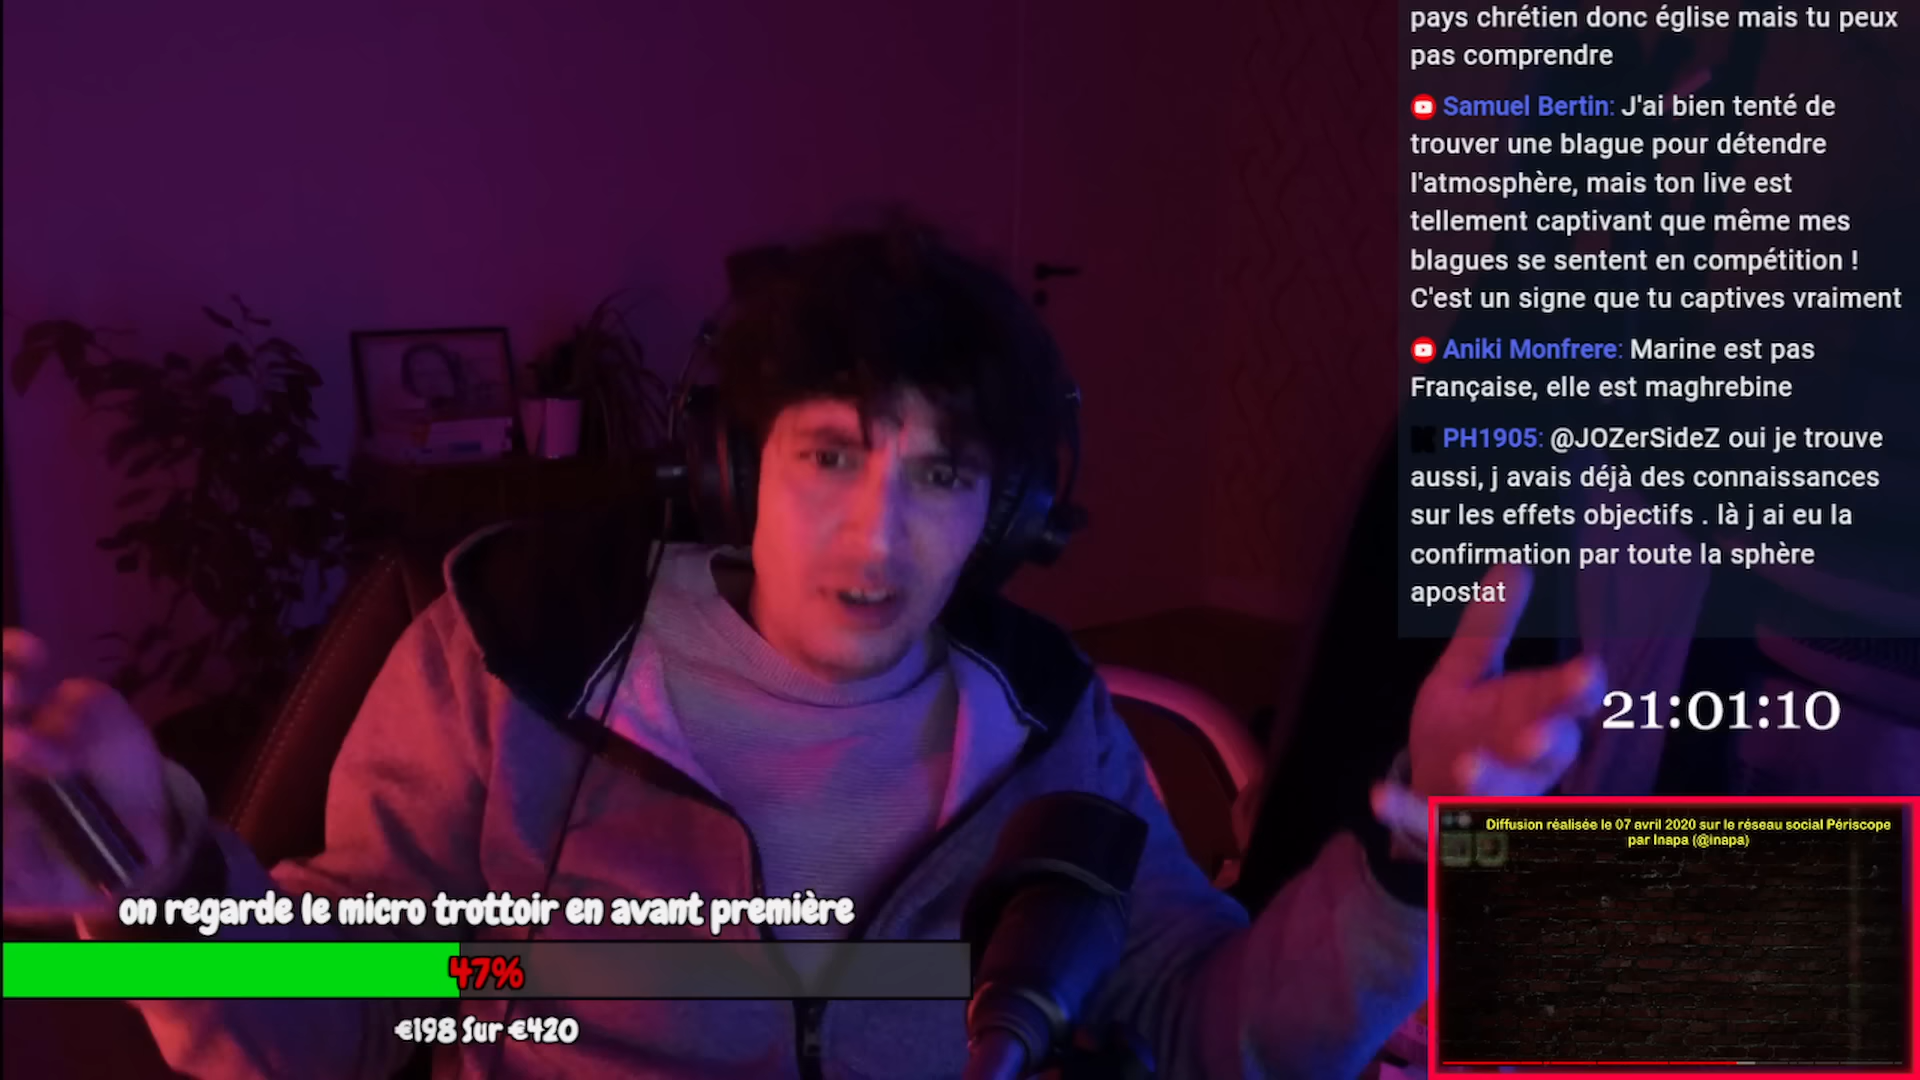 pays chrétien donc église mais tu peux
pas comprendre
Samuel Bertin: J'ai bien tenté de
trouver une blague pour détendre
l'atmosphère, mais ton live est
tellement captivant que même mes
blagues se sentent en compétition !
C'est un signe que tu captives vraiment
Aniki Monfrere: Marine est pas
Française, elle est maghrebine
PH1905: @JOZerSideZ oui je trouve
aussi, j avais déjà des connaissances
sur les effets objectifs . là j ai eu la
confirmation par toute la sphère
apostat
21:01:10
Diffusion réalisée le 07 avril 2020 sur le réseau social Périscope
par Inapa (@inapa)
on regarde le micro trottoir en avant première
47%
€198 Sur €420